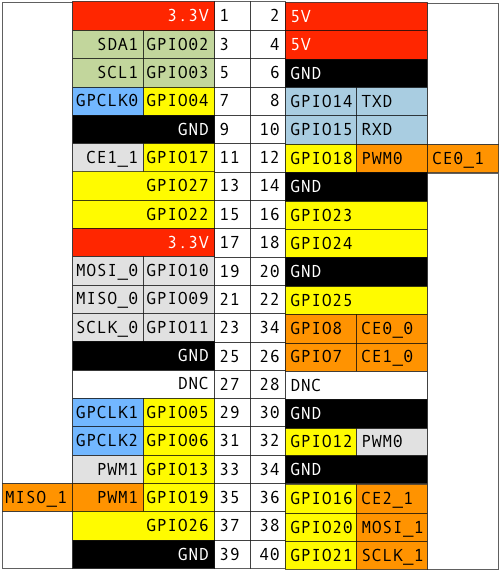 3.3V 1 2 5V
SDA1 GPIO02 3 4 5V
SCL1 GPIO03 5 6 GND
GPCLK0 GPIO04 7 8 GPIO14 TXD
GND 9 10 GPIO15 RXD
CE1_1 GPIO17 11 12 GPIO18 PWM0 CE0_1
GPIO27 13 14 GND
GPIO22 15 16 GPIO23
3.3V 17 18 GPIO24
MOSI_0 GPIO10 19 20 GND
MISO_0 GPIO09 21 22 GPIO25
SCLK_0 GPIO11 23 34 GPIO8 CE0_0
GND 25 26 GPIO7 CE1_0
DNC 27 28 DNC
GPCLK1 GPIO05 29 30 GND
GPCLK2 GPIO06 31 32 GPIO12 PWM0
PWM1 GPIO13 33 34 GND
MISO_1 PWM1 GPIO19 35 36 GPIO16 CE2_1
GPIO26 37 38 GPIO20 MOSI_1
GND 39 40 GPIO21 SCLK_1